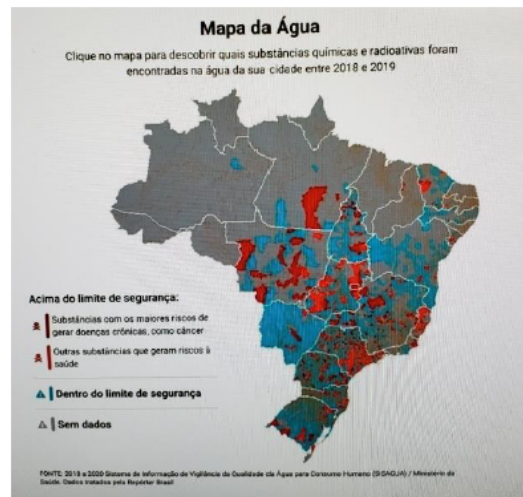 Mapa da Água
Clique no mapa para descobrir quais substâncias químicas e radioativas foram
encontradas na água da sua cidade entre 2018 e 2019
Acima do limite de segurança:
Substâncias com os maiores riscos de
gerar doenças crônicas, como câncer
Outras substâncias que geram riscos à
saúde
Dentro do limite de segurança
Sem dados
FONTE: 2018 a 2020 Sistema de Informação de Vigilância da Qualidade da Água para Consumo Humano (SISAGUA) / Ministério da
Saúde. Dados tratados pela Repórter Brasil